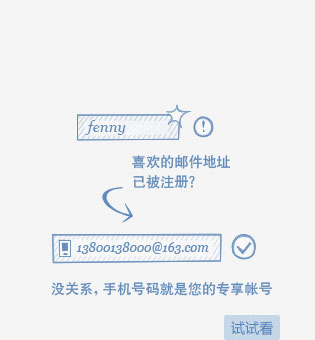 fenny
喜欢的邮件地址
已被注册?
13800138000@163.com
没关系，手机号码就是您的专享帐号
试试看